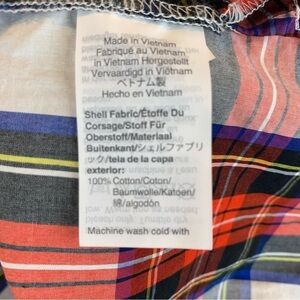 Made in Vietnam
Fabriqué au Vietnam
in Vietnam Hergestellt
Vervaardigd in Viëtnam
ベトナム製
Hecho en Vietnam
Shell Fabric/Étoffe Du
Corsage/Stoff Für
Oberstoff/Materiaal
Buitenkant/シェルファブリ
ック/tela de la capa
exterior:
100% Cotton/Coton/
Baumwolle/Katoen/
綿/algodón
Machine wash cold with